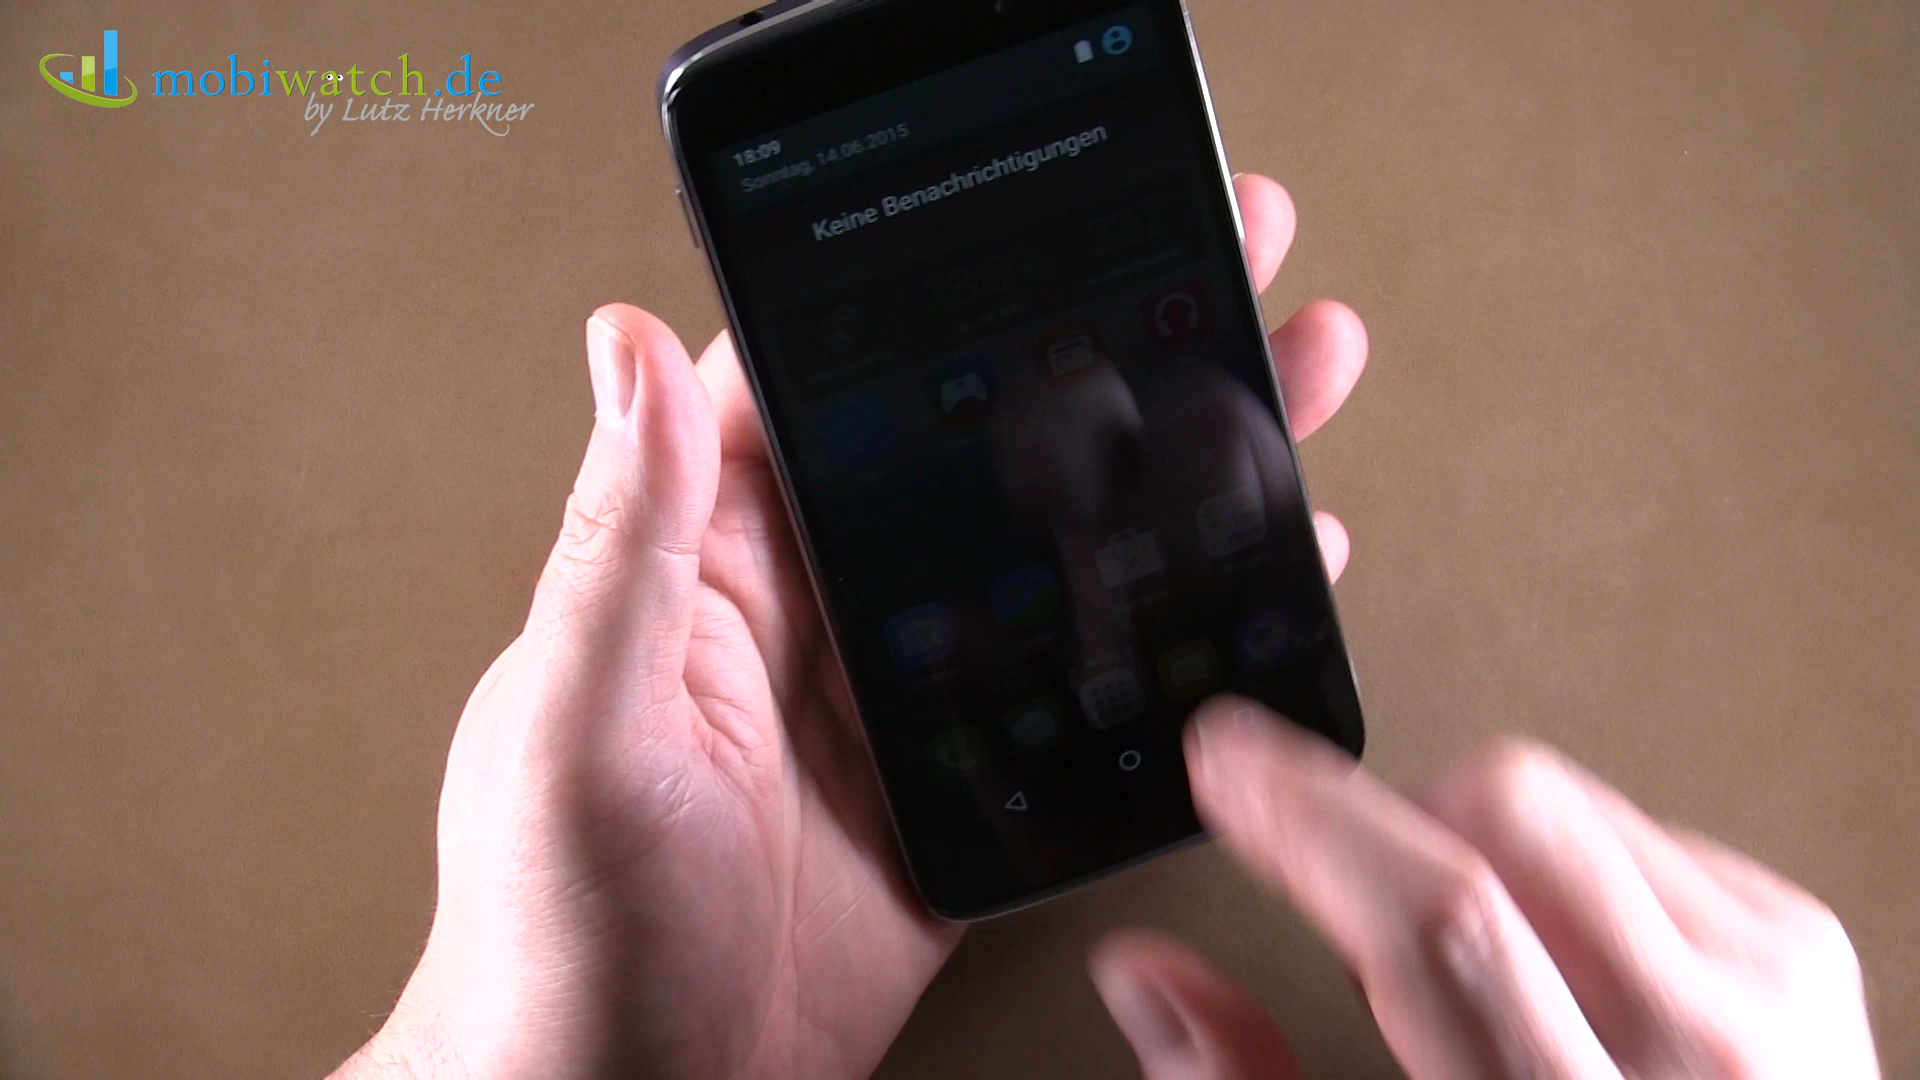 mobiwatch.de
by Lutz Herkner
18:09
Sonntag, 14.06.2015
Keine Benachrichtigungen